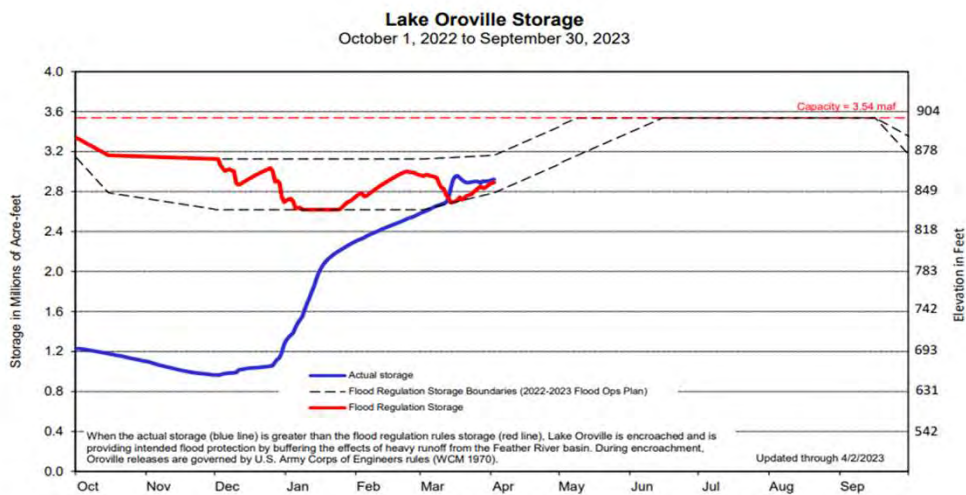 Lake Oroville Storage
October 1, 2022 to September 30, 2023
Storage in Millions of Acre-feet
4.0
3.6
3.2
2.8
2.4
2.0
1.6
1.2
0.8
0.4
0.0
Capacity = 3.54 maf
904
878
849
818
783
742
693
631
542
Elevation in Feet
Actual storage
Flood Regulation Storage Boundaries (2022-2023 Flood Ops Plan)
Flood Regulation Storage
When the actual storage (blue line) is greater than the flood regulation rules storage (red line), Lake Oroville is encroached and is
providing intended flood protection by buffering the effects of heavy runoff from the Feather River basin. During encroachment,
Oroville releases are governed by U.S. Army Corps of Engineers rules (WCM 1970).
Updated through 4/2/2023
Oct Nov Dec Jan Feb Mar Apr May Jun Jul Aug Sep